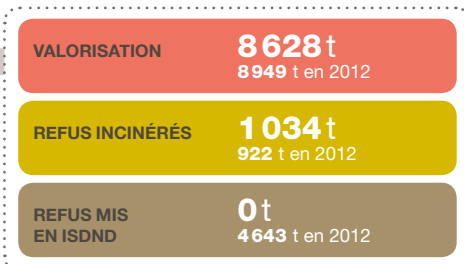 VALORISATION
8 628 t
8 949 t en 2012
REFUS INCINÉRÉS
1 034 t
922 t en 2012
REFUS MIS
EN ISDND
0 t
4 643 t en 2012